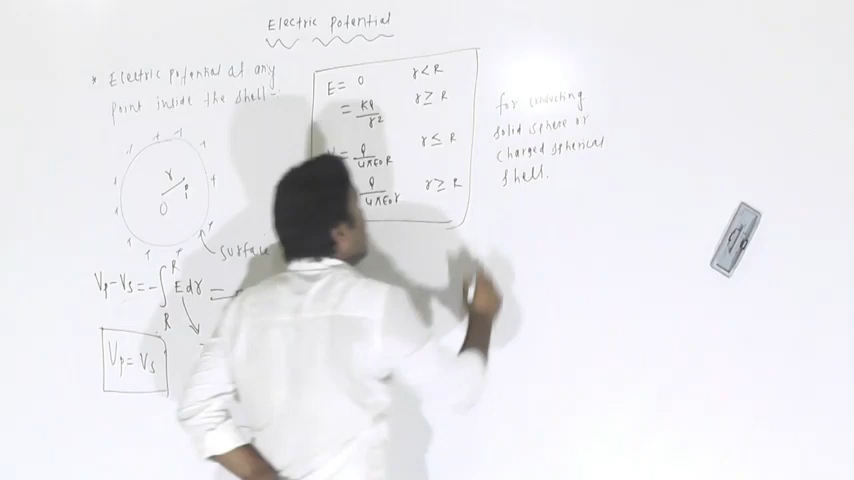 Electric Potential
* Electric potential at any
point inside the shell:-
r
P
O
surface
R
Vp-Vs = - ∫ E dr =
R
Vp = Vs
E = 0 r < R
= KQ/r² r ≥ R
= Q/4πϵ0R r ≤ R
Q/4πϵ0r r ≥ R
for conducting
solid sphere or
charged spherical
shell.